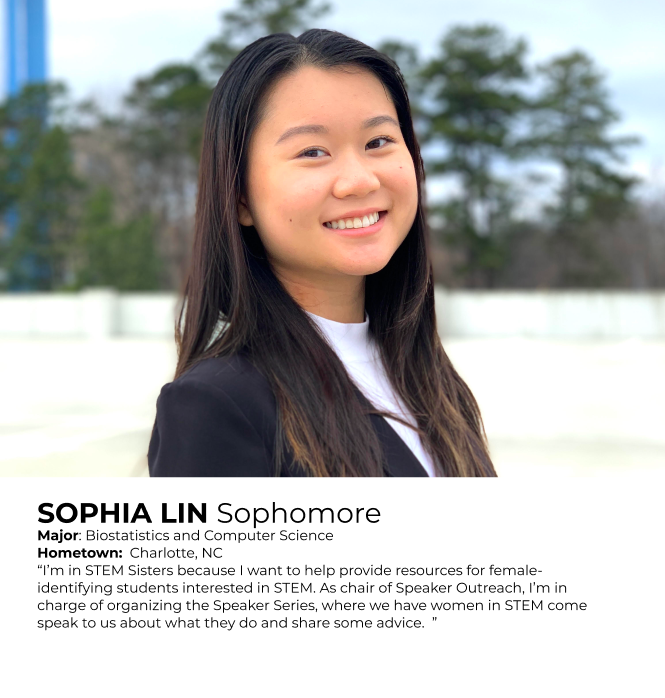 SOPHIA LIN Sophomore
Major: Biostatistics and Computer Science
Hometown:  Charlotte, NC
“I’m in STEM Sisters because I want to help provide resources for female-
identifying students interested in STEM. As chair of Speaker Outreach, I’m in
charge of organizing the Speaker Series, where we have women in STEM come
speak to us about what they do and share some advice.  ”